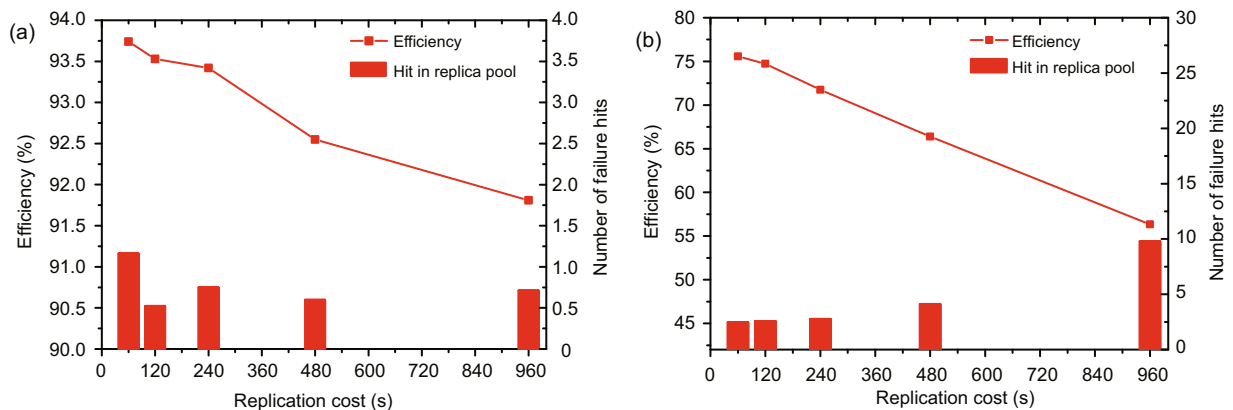 (a)
94.0
93.5
93.0
92.5
92.0
91.5
91.0
90.5
90.0
Efficiency (%)
Efficiency
Hit in replica pool
4.0
3.5
3.0
2.5
2.0
1.5
1.0
0.5
0
Number of failure hits
0 120 240 360 480 600 720 840 960
Replication cost (s)
(b)
80
75
70
65
60
55
50
45
Efficiency (%)
Efficiency
Hit in replica pool
30
25
20
15
10
5
0
Number of failure hits
0 120 240 360 480 600 720 840 960
Replication cost (s)